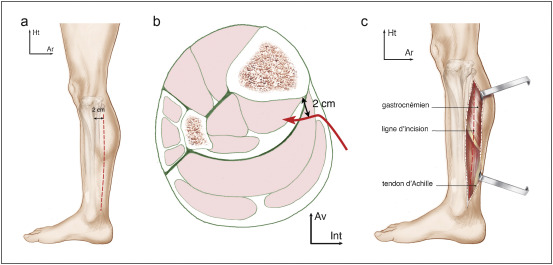 a
Ht
Ar
2 cm
b
2 cm
Av
Int
c
Ht
Ar
gastrocnémien
ligne d'incision
tendon d'Achille